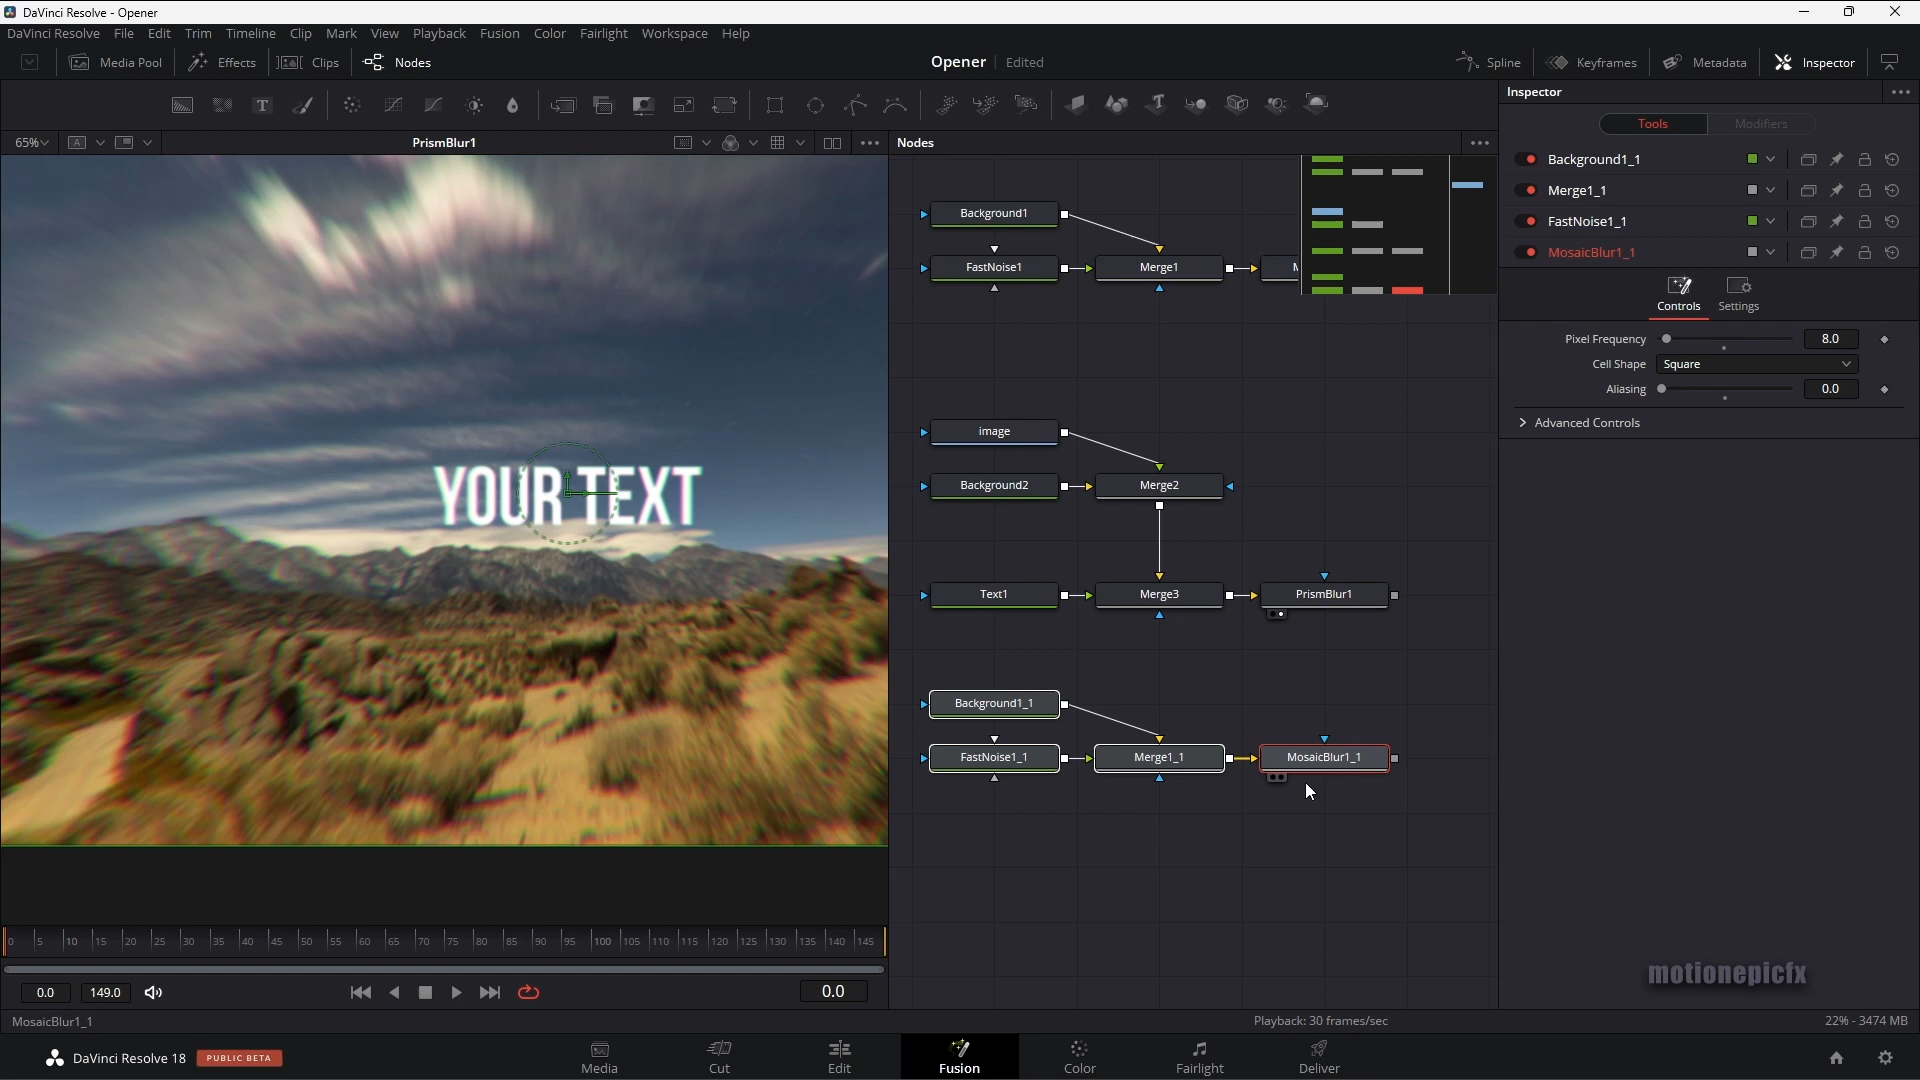 DaVinci Resolve - Opener
DaVinci Resolve File Edit Trim Timeline Clip Mark View Playback Fusion Color Fairlight Workspace Help
Media Pool Effects Clips Nodes Opener Edited Spline Keyframes Metadata Inspector
Inspector
Tools Modifiers
65% A PrismBlur1 Nodes
Background1_1
Merge1_1
FastNoise1_1
MosaicBlur1_1
Controls Settings
Pixel Frequency 8.0
Cell Shape Square
Aliasing 0.0
Advanced Controls
Background1
FastNoise1 Merge1
image
Background2 Merge2
YOUR TEXT
Text1 Merge3 PrismBlur1
Background1_1
FastNoise1_1 Merge1_1 MosaicBlur1_1
0 5 10 15 20 25 30 35 40 45 50 55 60 65 70 75 80 85 90 95 100 105 110 115 120 125 130 135 140 145
motionepicfx
0.0 149.0 0.0
MosaicBlur1_1 Playback: 30 frames/sec 22% - 3474 MB
DaVinci Resolve 18 PUBLIC BETA
Media Cut Edit Fusion Color Fairlight Deliver